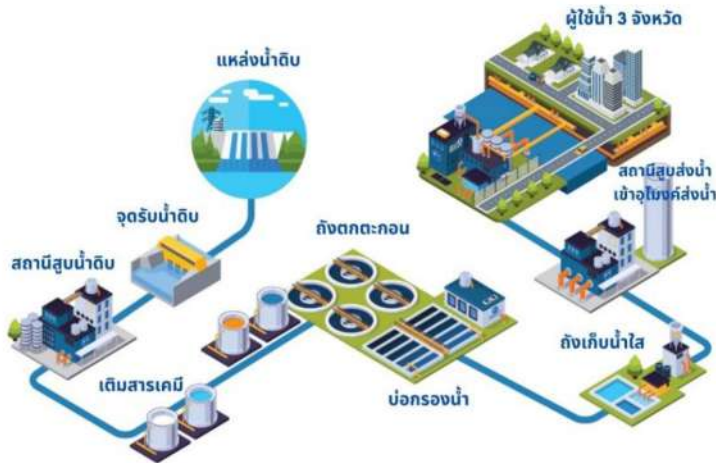 ผู้ใช้น้ำ 3 จังหวัด
แหล่งน้ำดิบ
สถานีสูบส่งน้ำ
เข้าอุโมงค์ส่งน้ำ
จุดรับน้ำดิบ
ถังตกตะกอน
สถานีสูบน้ำดิบ
ถังเก็บน้ำใส
เติมสารเคมี
บ่อกรองน้ำ